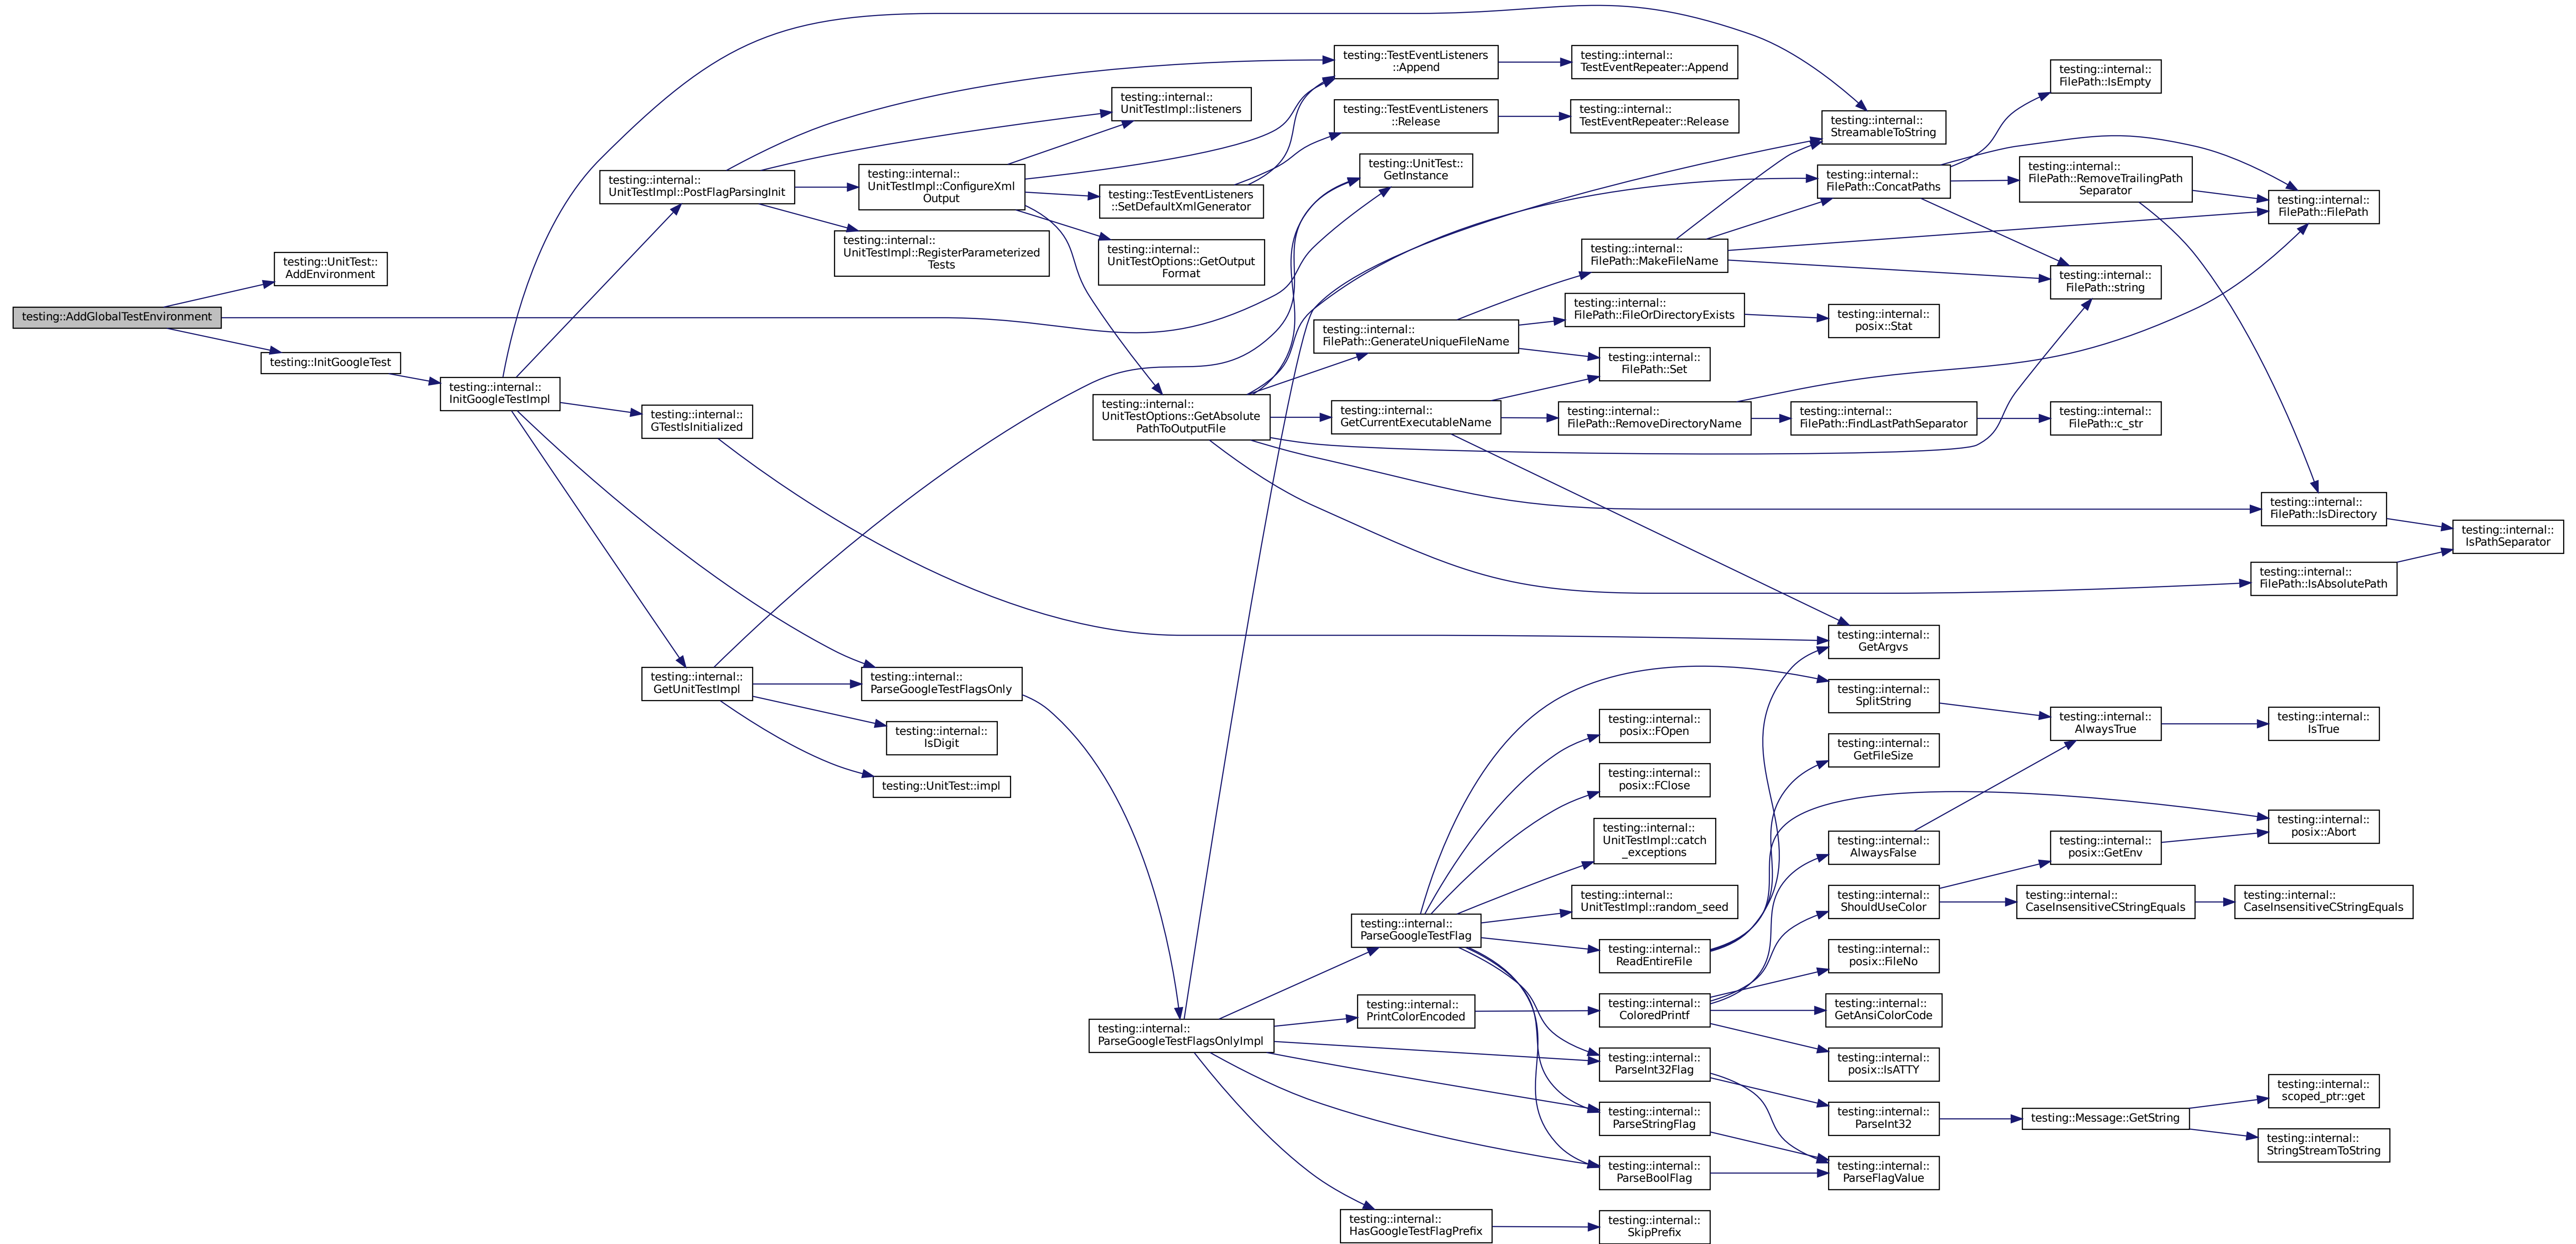 testing::AddGlobalTestEnvironment
testing::UnitTest::
AddEnvironment
testing::InitGoogleTest
testing::internal::
InitGoogleTestImpl
testing::internal::
UnitTestImpl::PostFlagParsingInit
testing::internal::
GTestIsInitialized
testing::internal::
GetUnitTestImpl
testing::internal::
UnitTestImpl::ConfigureXml
Output
testing::internal::
UnitTestImpl::RegisterParameterized
Tests
testing::internal::
ParseGoogleTestFlagsOnly
testing::internal::
IsDigit
testing::UnitTest::impl
testing::internal::
UnitTestImpl::listeners
testing::TestEventListeners
::SetDefaultXmlGenerator
testing::internal::
UnitTestOptions::GetOutput
Format
testing::internal::
UnitTestOptions::GetAbsolute
PathToOutputFile
testing::internal::
ParseGoogleTestFlagsOnlyImpl
testing::TestEventListeners
::Append
testing::TestEventListeners
::Release
testing::UnitTest::
GetInstance
testing::internal::
FilePath::GenerateUniqueFileName
testing::internal::
GetCurrentExecutableName
testing::internal::
ParseGoogleTestFlag
testing::internal::
PrintColorEncoded
testing::internal::
HasGoogleTestFlagPrefix
testing::internal::
TestEventRepeater::Append
testing::internal::
TestEventRepeater::Release
testing::internal::
FilePath::MakeFileName
testing::internal::
FilePath::FileOrDirectoryExists
testing::internal::
FilePath::Set
testing::internal::
FilePath::RemoveDirectoryName
testing::internal::
posix::FOpen
testing::internal::
posix::FClose
testing::internal::
UnitTestImpl::catch
_exceptions
testing::internal::
UnitTestImpl::random_seed
testing::internal::
ReadEntireFile
testing::internal::
ColoredPrintf
testing::internal::
ParseInt32Flag
testing::internal::
ParseStringFlag
testing::internal::
ParseBoolFlag
testing::internal::
SkipPrefix
testing::internal::
StreamableToString
testing::internal::
FilePath::ConcatPaths
testing::internal::
posix::Stat
testing::internal::
FilePath::FindLastPathSeparator
testing::internal::
GetArgvs
testing::internal::
SplitString
testing::internal::
GetFileSize
testing::internal::
AlwaysFalse
testing::internal::
ShouldUseColor
testing::internal::
posix::FileNo
testing::internal::
GetAnsiColorCode
testing::internal::
posix::IsATTY
testing::internal::
ParseInt32
testing::internal::
ParseFlagValue
testing::internal::
FilePath::IsEmpty
testing::internal::
FilePath::RemoveTrailingPath
Separator
testing::internal::
FilePath::string
testing::internal::
FilePath::c_str
testing::internal::
AlwaysTrue
testing::internal::
posix::GetEnv
testing::internal::
CaseInsensitiveCStringEquals
testing::Message::GetString
testing::internal::
FilePath::FilePath
testing::internal::
FilePath::IsDirectory
testing::internal::
FilePath::IsAbsolutePath
testing::internal::
IsTrue
testing::internal::
posix::Abort
testing::internal::
CaseInsensitiveCStringEquals
testing::internal::
scoped_ptr::get
testing::internal::
StringStreamToString
testing::internal::
IsPathSeparator